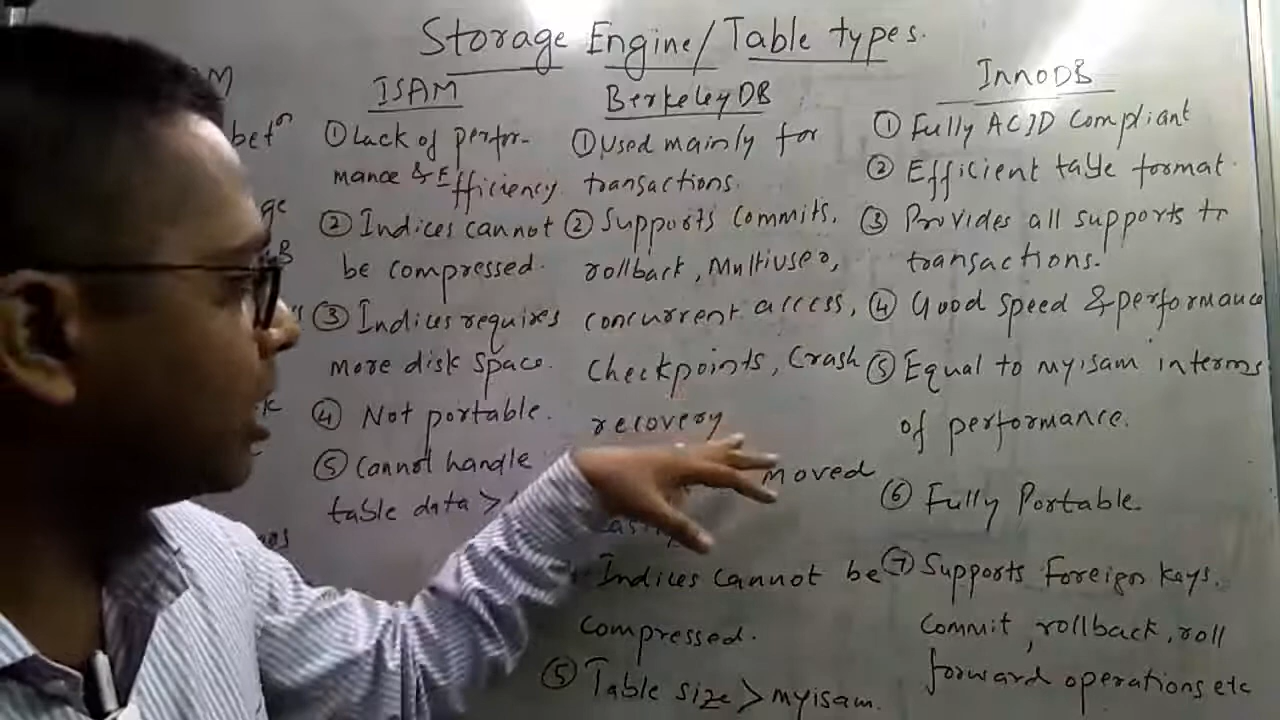 Storage Engine/Table types.
M
betⁿ
ge
B
ISAM
① Lack of perfor-
mance & Efficiency
② Indices cannot
be compressed.
③ Indices requires
more disk space.
④ Not portable.
⑤ Cannot handle
table data >
BerkeleyDB
① Used mainly for
transactions.
② Supports commits,
rollback, Multiuser,
concurrent access,
checkpoints, Crash
recovery
moved
Indices cannot be
compressed.
⑤ Table size > myisam.
InnoDB
① Fully ACID Compliant
② Efficient table format.
③ Provides all supports to
transactions.
④ Good speed & performance
⑤ Equal to myisam interms
of performance.
⑥ Fully Portable.
⑦ Supports Foreign keys.
Commit, rollback, roll
forward operations etc